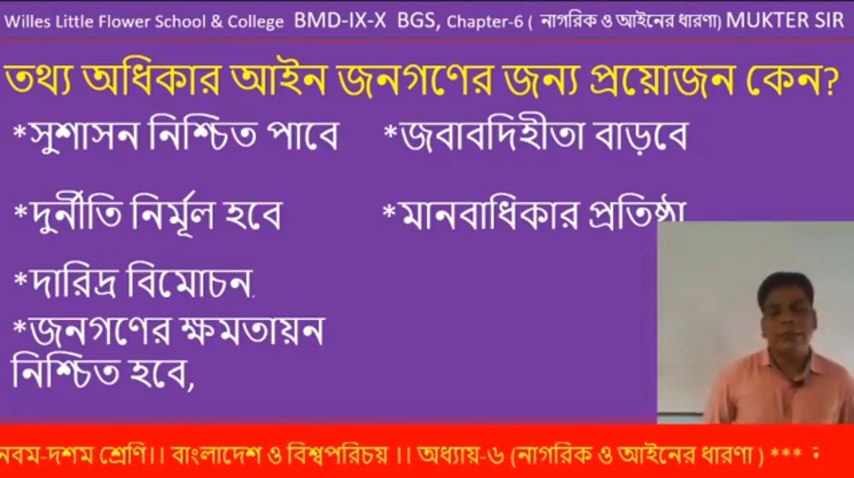 Willes Little Flower School & College BMD-IX-X BGS, Chapter-6 ( নাগরিক ও আইনের ধারণা) MUKTER SIR
তথ্য অধিকার আইন জনগণের জন্য প্রয়োজন কেন?
*সুশাসন নিশ্চিত পাবে *জবাবদিহীতা বাড়বে
*দুর্নীতি নির্মূল হবে *মানবাধিকার প্রতিষ্ঠা
*দারিদ্র বিমোচন.
*জনগণের ক্ষমতায়ন
নিশ্চিত হবে,
নবম-দশম শ্রেণি।। বাংলাদেশ ও বিশ্বপরিচয় ।। অধ্যায়-৬ (নাগরিক ও আইনের ধারণা ) ***